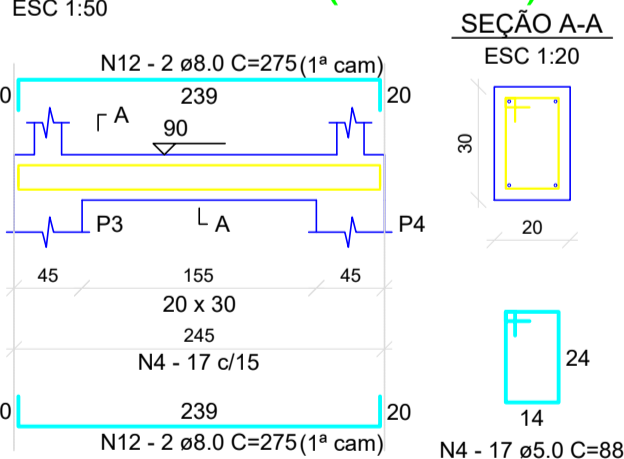 ESC 1:50
SEÇÃO A-A
ESC 1:20
N12 - 2 ø8.0 C=275(1ª cam)
0
239
20
A
90
30
P3
A
P4
20
45
155
45
20 x 30
245
N4 - 17 c/15
24
14
0
239
20
N12 - 2 ø8.0 C=275(1ª cam)
N4 - 17 ø5.0 C=88